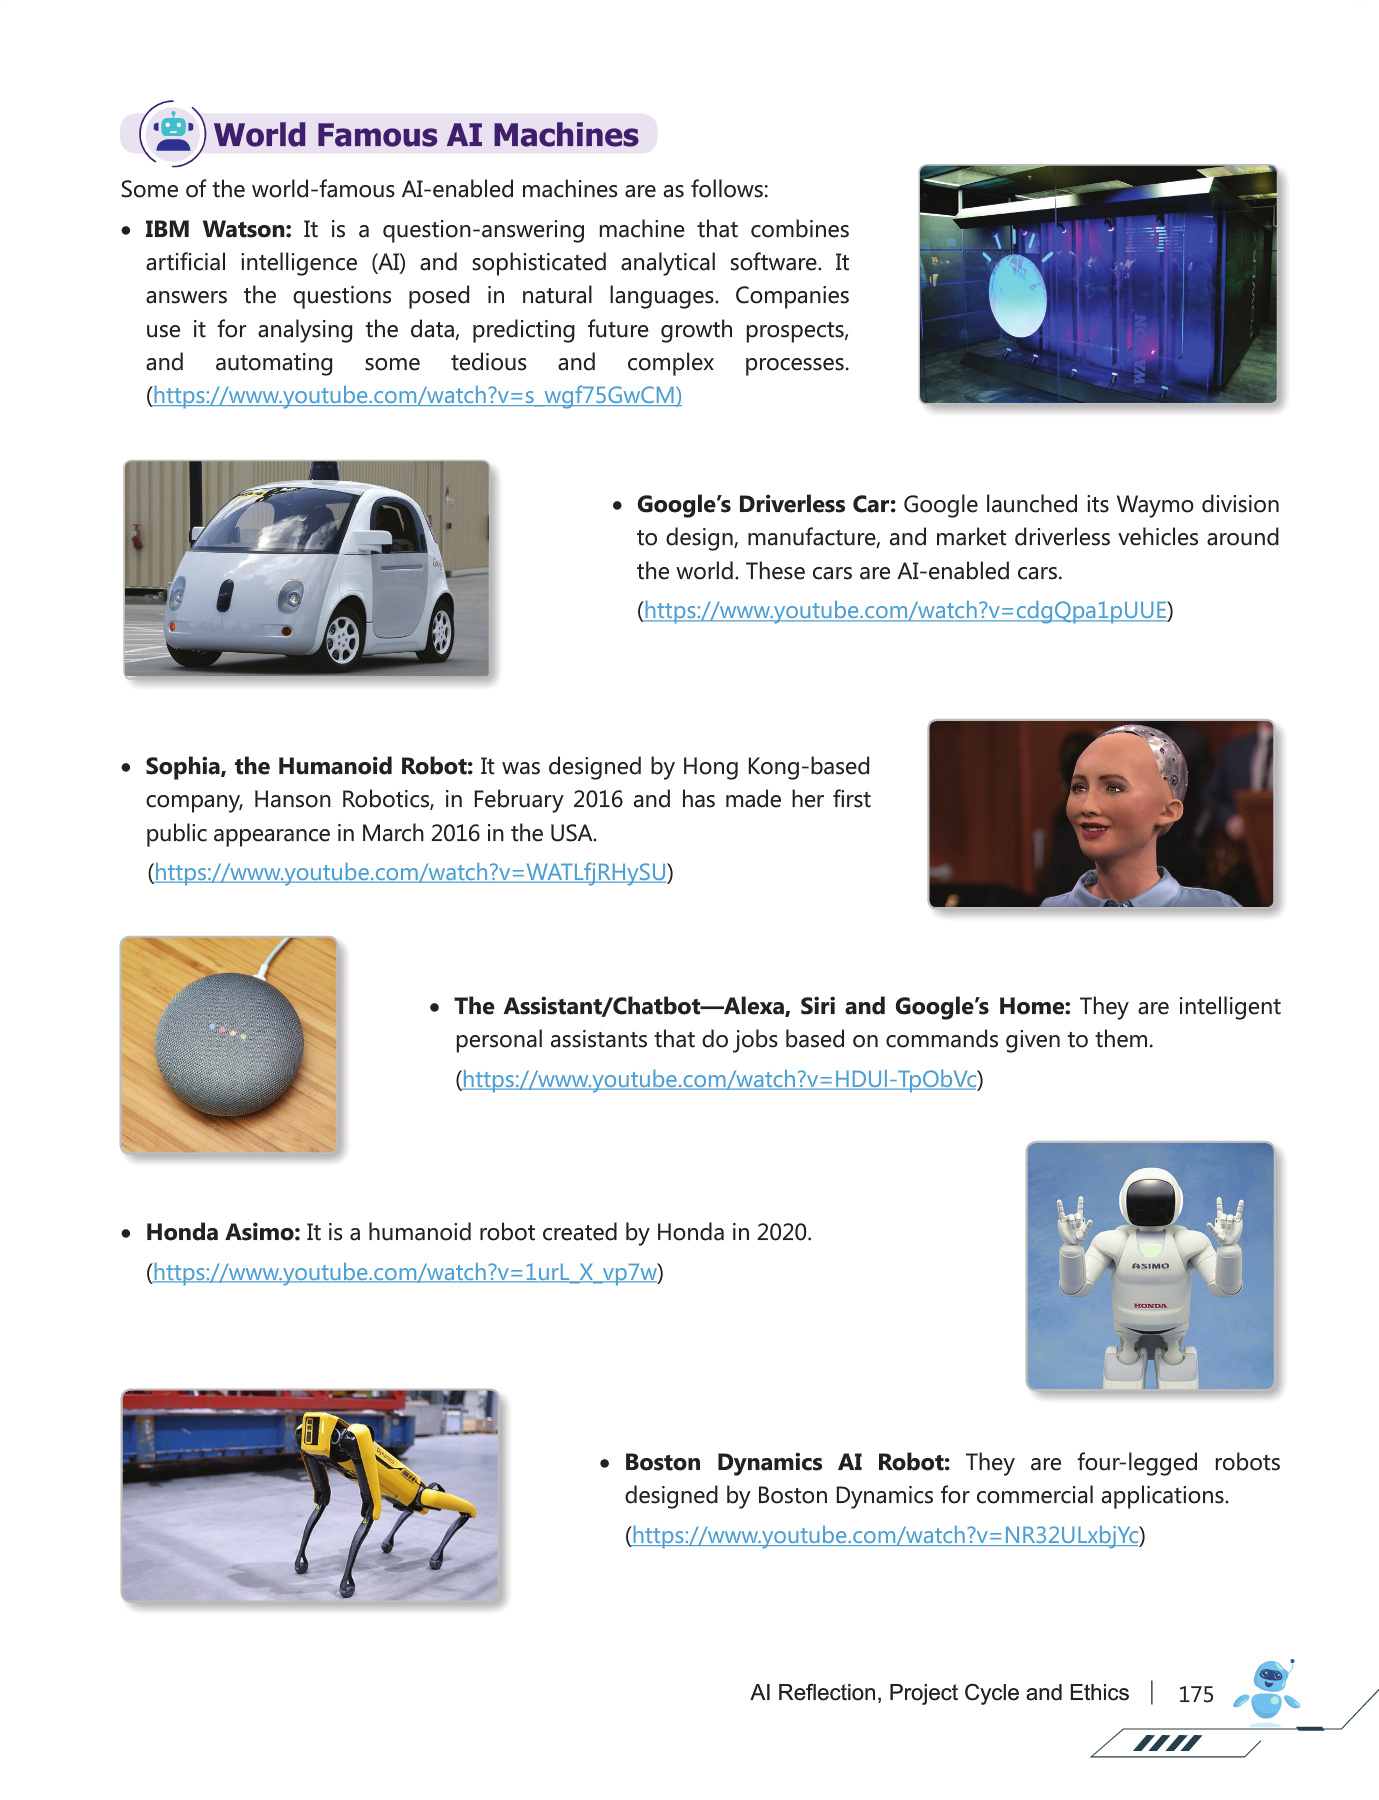 World Famous AI Machines
Some of the world-famous AI-enabled machines are as follows:
• IBM Watson: It is a question-answering machine that combines
artificial intelligence (AI) and sophisticated analytical software. It
answers the questions posed in natural languages. Companies
use it for analysing the data, predicting future growth prospects,
and automating some tedious and complex processes.
(https://www.youtube.com/watch?v=s_wgf75GwCM)
WATSON
• Google's Driverless Car: Google launched its Waymo division
to design, manufacture, and market driverless vehicles around
the world. These cars are AI-enabled cars.
(https://www.youtube.com/watch?v=cdgQpa1pUUE)
• Sophia, the Humanoid Robot: It was designed by Hong Kong-based
company, Hanson Robotics, in February 2016 and has made her first
public appearance in March 2016 in the USA.
(https://www.youtube.com/watch?v=WATLfjRHySU)
• The Assistant/Chatbot—Alexa, Siri and Google's Home: They are intelligent
personal assistants that do jobs based on commands given to them.
(https://www.youtube.com/watch?v=HDUl-TpObVc)
• Honda Asimo: It is a humanoid robot created by Honda in 2020.
(https://www.youtube.com/watch?v=1urL_X_vp7w)
ASIMO
HONDA
• Boston Dynamics AI Robot: They are four-legged robots
designed by Boston Dynamics for commercial applications.
(https://www.youtube.com/watch?v=NR32ULxbjYc)
AI Reflection, Project Cycle and Ethics | 175